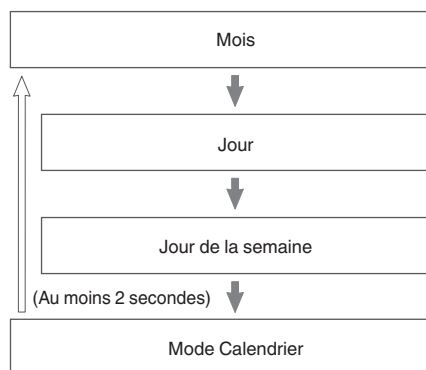 Mois
Jour
Jour de la semaine
(Au moins 2 secondes)
Mode Calendrier